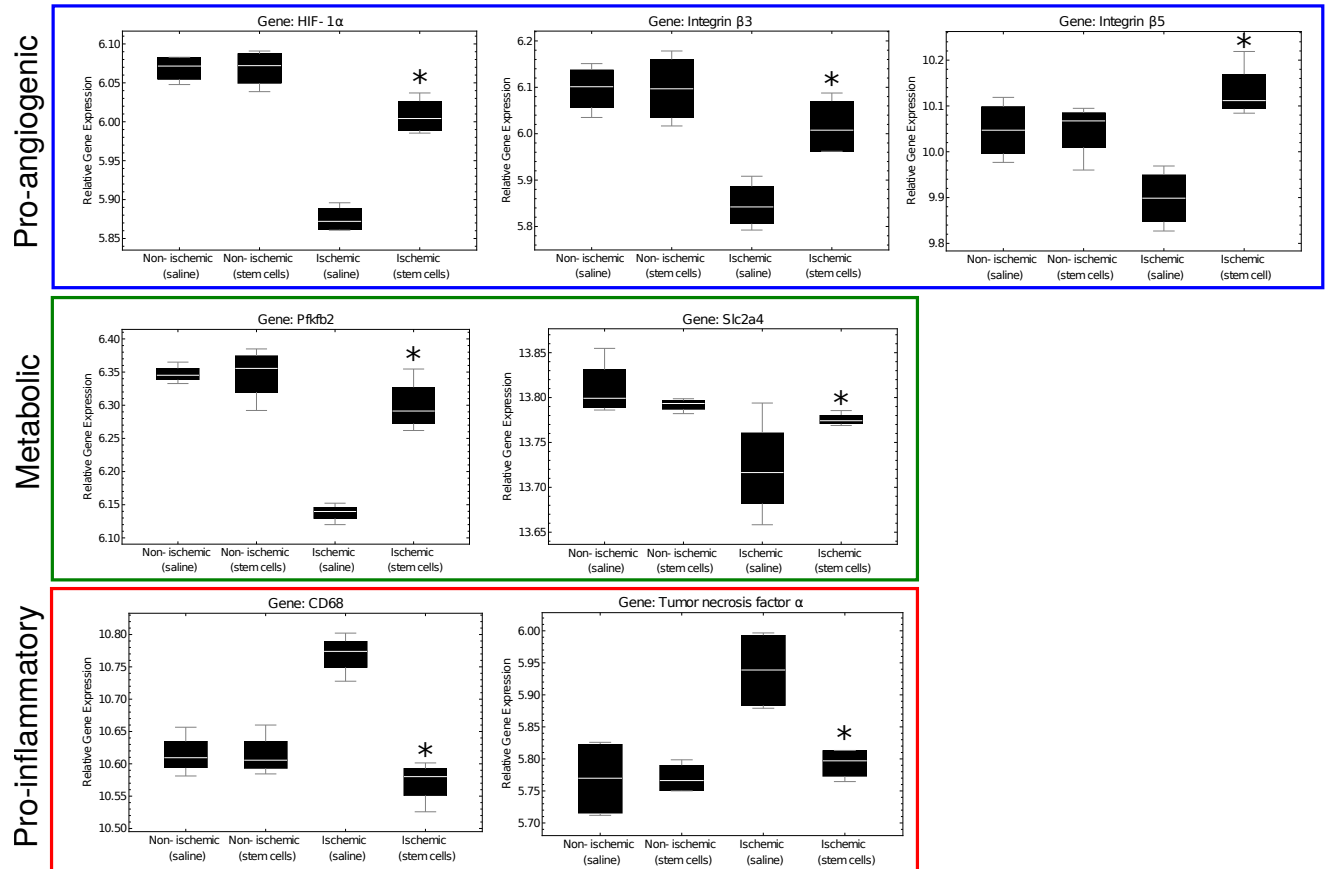 Pro-angiogenic
Gene: HIF- 1α
Relative Gene Expression
6.10
6.05
6.00
5.95
5.90
5.85
*
Non- ischemic
(saline)
Non- ischemic
(stem cells)
Ischemic
(saline)
Ischemic
(stem cells)
Gene: Integrin β3
Relative Gene Expression
6.2
6.1
6.0
5.9
5.8
*
Non- ischemic
(saline)
Non- ischemic
(stem cells)
Ischemic
(saline)
Ischemic
(stem cells)
Gene: Integrin β5
Relative Gene Expression
10.2
10.1
10.0
9.9
9.8
*
Non- ischemic
(saline)
Non- ischemic
(stem cells)
Ischemic
(saline)
Ischemic
(stem cell)
Metabolic
Gene: Pfkfb2
Relative Gene Expression
6.40
6.35
6.30
6.25
6.20
6.15
6.10
*
Non- ischemic
(saline)
Non- ischemic
(stem cells)
Ischemic
(saline)
Ischemic
(stem cells)
Gene: Slc2a4
Relative Gene Expression
13.85
13.80
13.75
13.70
13.65
*
Non- ischemic
(saline)
Non- ischemic
(stem cells)
Ischemic
(saline)
Ischemic
(stem cells)
Pro-inflammatory
Gene: CD68
Relative Gene Expression
10.80
10.75
10.70
10.65
10.60
10.55
10.50
*
Non- ischemic
(saline)
Non- ischemic
(stem cells)
Ischemic
(saline)
Ischemic
(stem cells)
Gene: Tumor necrosis factor α
Relative Gene Expression
6.00
5.95
5.90
5.85
5.80
5.75
5.70
*
Non- ischemic
(saline)
Non- ischemic
(stem cells)
Ischemic
(saline)
Ischemic
(stem cells)